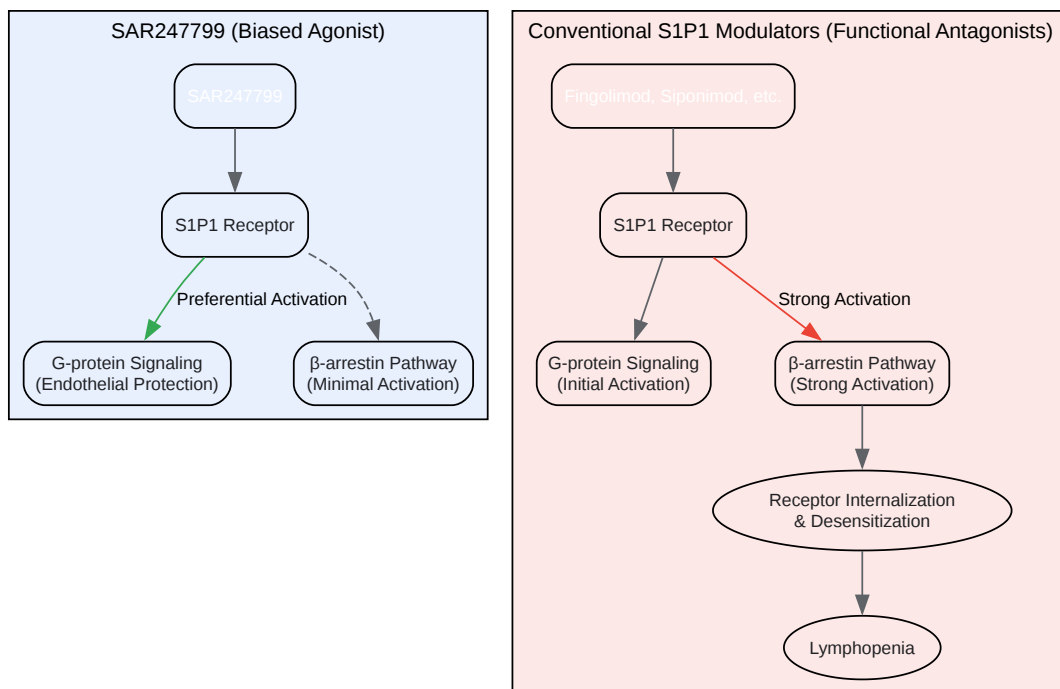 SAR247799 (Biased Agonist)
SAR247799
S1P1 Receptor
Preferential Activation
G-protein Signaling
(Endothelial Protection)
β-arrestin Pathway
(Minimal Activation)
Conventional S1P1 Modulators (Functional Antagonists)
Fingolimod, Siponimod, etc.
S1P1 Receptor
Strong Activation
G-protein Signaling
(Initial Activation)
β-arrestin Pathway
(Strong Activation)
Receptor Internalization
& Desensitization
Lymphopenia